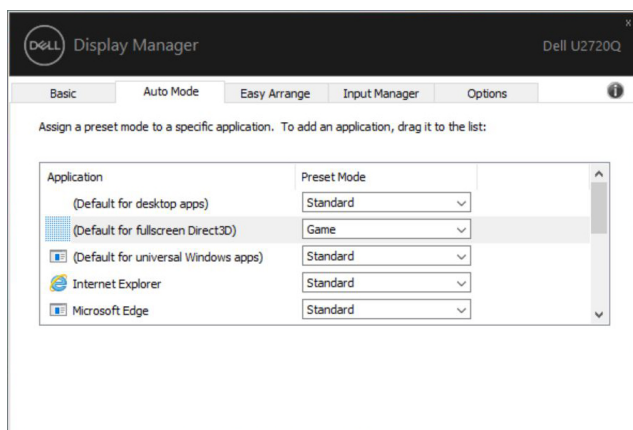 DELL Display Manager
Dell U2720Q
Basic Auto Mode Easy Arrange Input Manager Options
Assign a preset mode to a specific application. To add an application, drag it to the list:
Application Preset Mode
(Default for desktop apps) Standard
(Default for fullscreen Direct3D) Game
(Default for universal Windows apps) Standard
Internet Explorer Standard
Microsoft Edge Standard